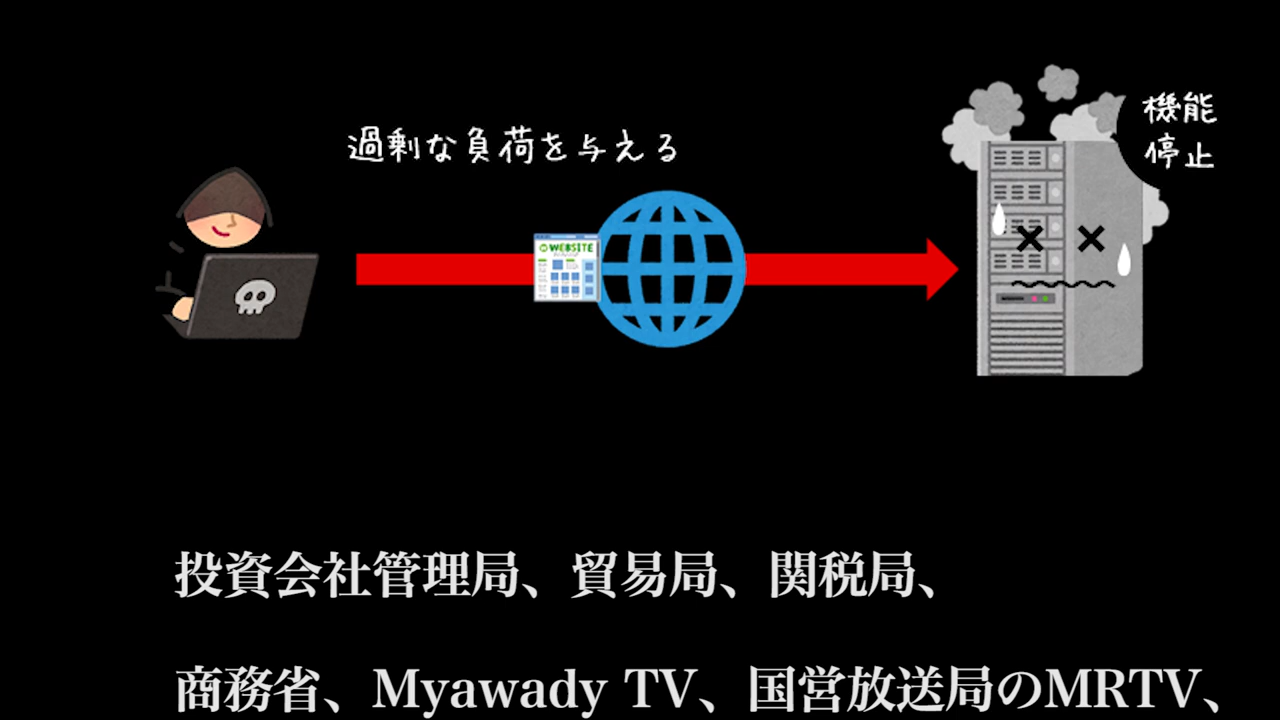 機能
停止
過剰な負荷を与える
WEBSITE
投資会社管理局、貿易局、関税局、
商務省、Myawady TV、国営放送局のMRTV、